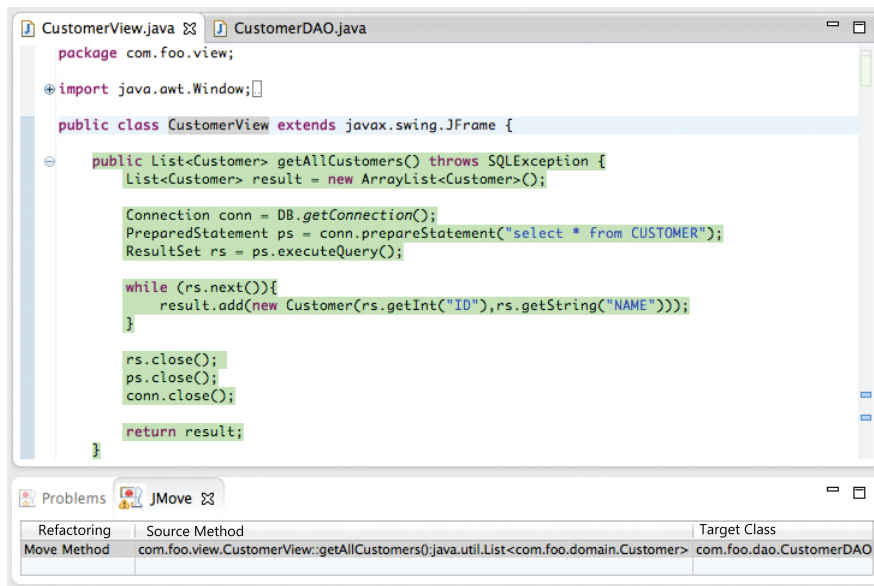 CustomerView.java CustomerDAO.java
package com.foo.view;
import java.awt.Window;
public class CustomerView extends javax.swing.JFrame {
public List<Customer> getAllCustomers() throws SQLException {
List<Customer> result = new ArrayList<Customer>();
Connection conn = DB.getConnection();
PreparedStatement ps = conn.prepareStatement("select * from CUSTOMER");
ResultSet rs = ps.executeQuery();
while (rs.next()){
result.add(new Customer(rs.getInt("ID"),rs.getString("NAME")));
}
rs.close();
ps.close();
conn.close();
return result;
}
Problems JMove
Refactoring Source Method Target Class
Move Method com.foo.view.CustomerView::getAllCustomers():java.util.List<com.foo.domain.Customer> com.foo.dao.CustomerDAO